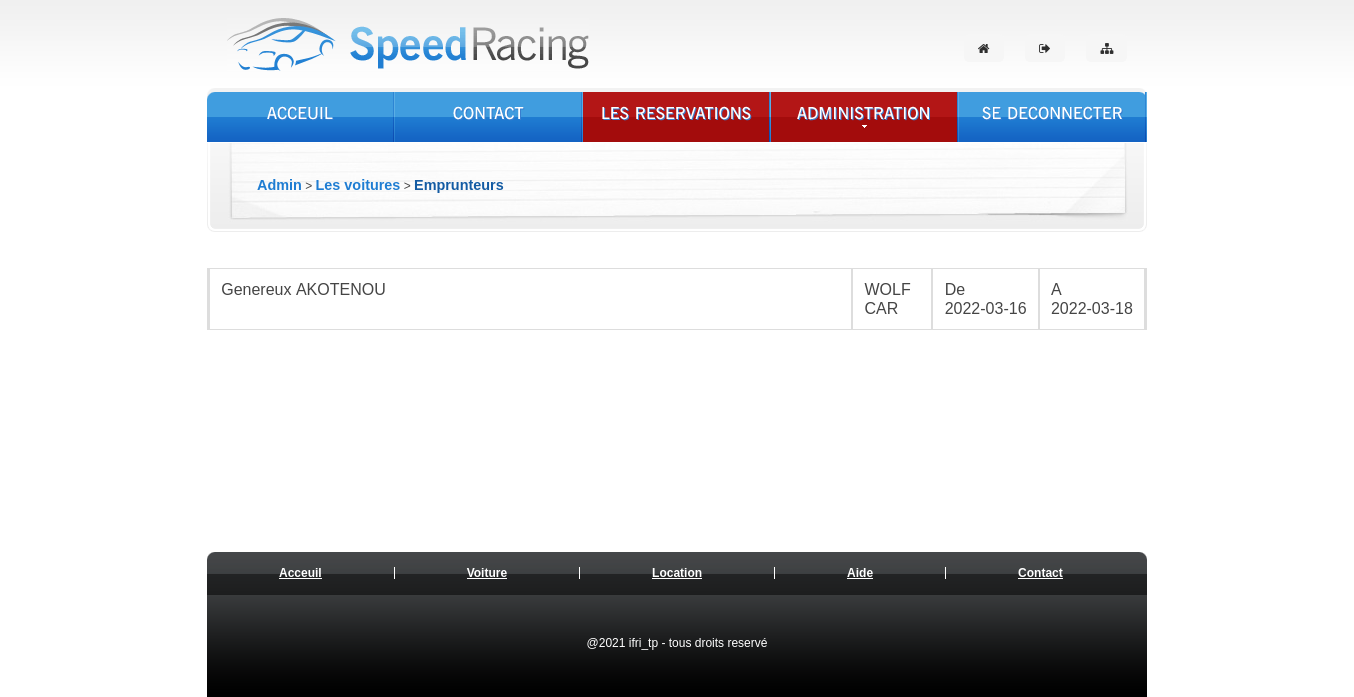 SpeedRacing
ACCEUIL CONTACT LES RESERVATIONS ADMINISTRATION SE DECONNECTER
Admin > Les voitures > Emprunteurs
Genereux AKOTENOU WOLF De A
CAR 2022-03-16 2022-03-18
Acceuil Voiture Location Aide Contact
@2021 ifri_tp - tous droits reservé